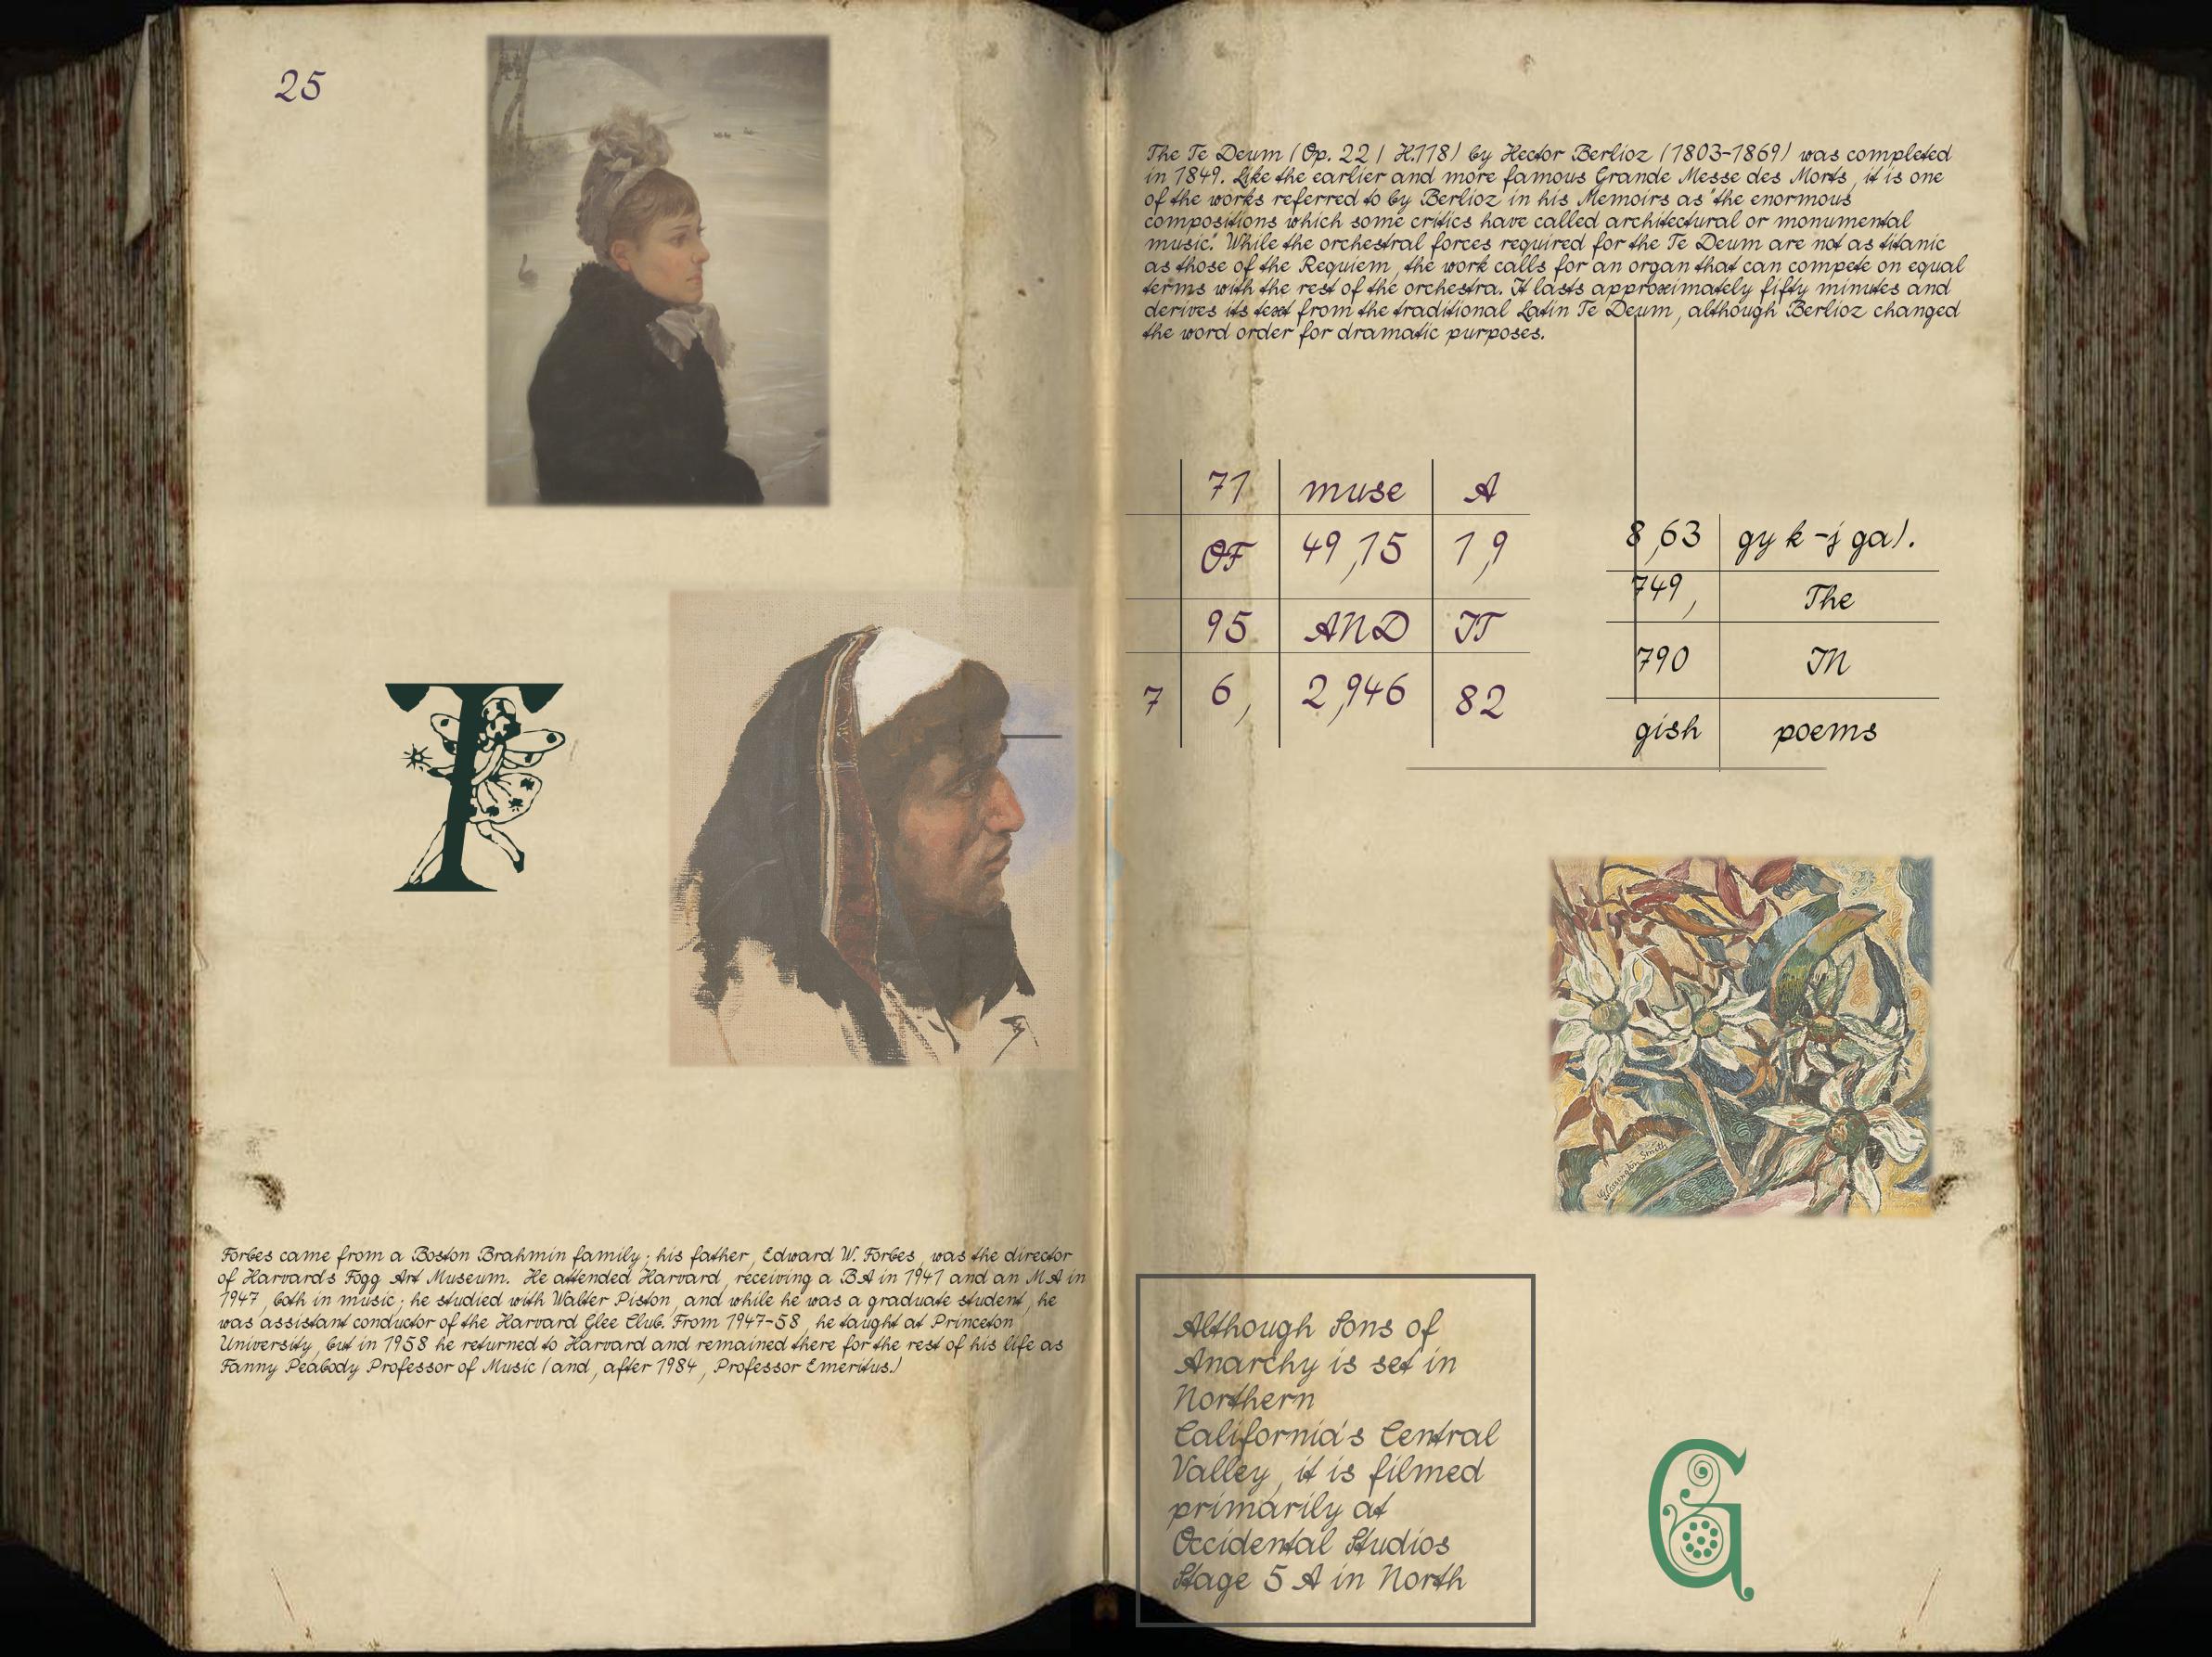 25
T
Forbes came from a Boston Brahmin family; his father, Edward W. Forbes, was the director
of Harvard's Fogg Art Museum. He attended Harvard, receiving a BA in 1941 and an MA in
1947, both in music; he studied with Walter Piston, and while he was a graduate student, he
was assistant conductor of the Harvard Glee Club. From 1947-58, he taught at Princeton
University, but in 1958 he returned to Harvard and remained there for the rest of his life as
Fanny Peabody Professor of Music (and, after 1984, Professor Emeritus.)
The Te Deum (Op. 22 / H.118) by Hector Berlioz (1803-1869) was completed
in 1849. Like the earlier and more famous Grande Messe des Morts, it is one
of the works referred to by Berlioz in his Memoirs as "the enormous
compositions which some critics have called architectural or monumental
music". While the orchestral forces required for the Te Deum are not as titanic
as those of the Requiem, the work calls for an organ that can compete on equal
terms with the rest of the orchestra. It lasts approximately fifty minutes and
derives its text from the traditional Latin Te Deum, although Berlioz changed
the word order for dramatic purposes.
71 muse A
OF 49,15 1,9
95 AND IT
7 6, 2,946 82
8,63 gy k-j ga).
749, The
790 IN
gish poems
Although Sons of
Anarchy is set in
Northern
California's Central
Valley, it is filmed
primarily at
Occidental Studios
Stage 5 A in North
G